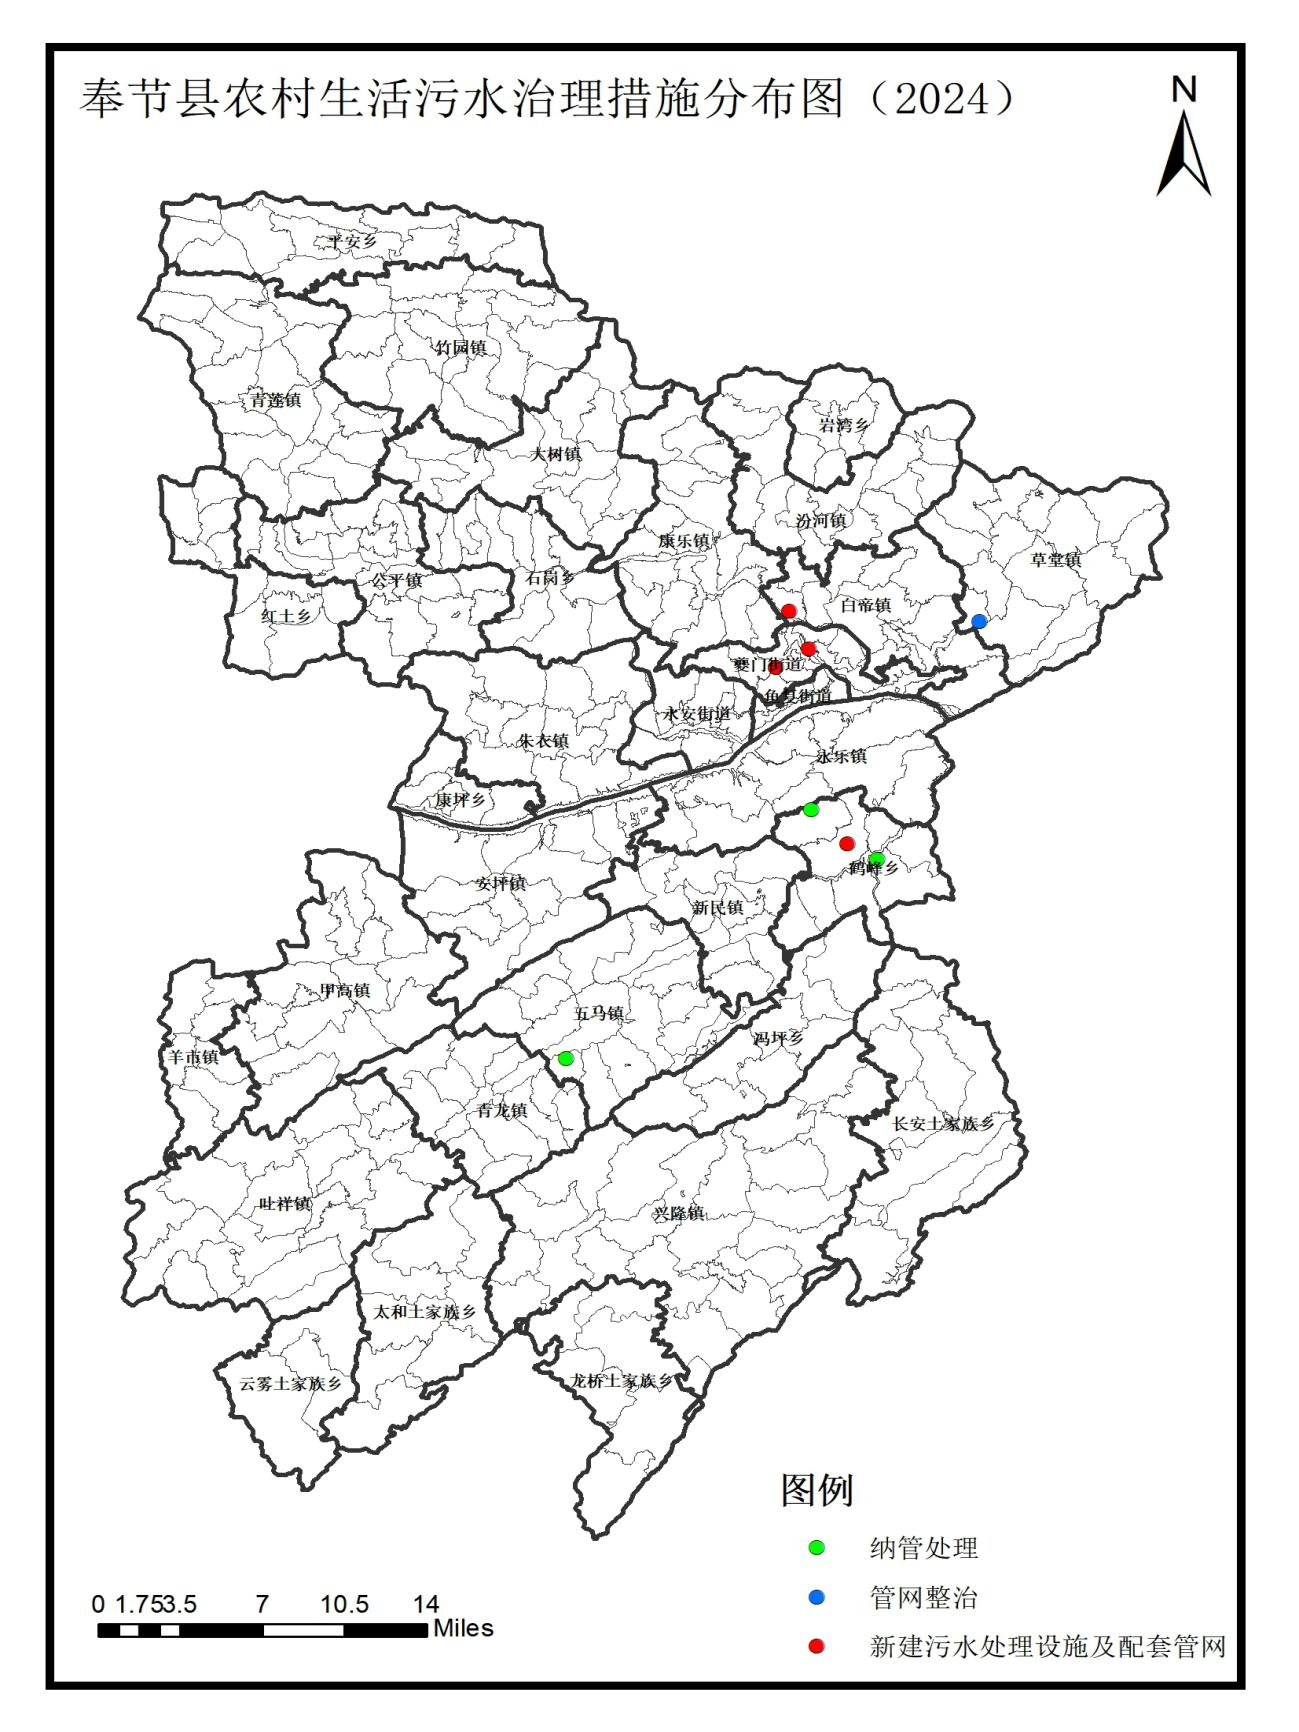 奉节县农村生活污水治理措施分布图（2024）
N
平安乡
竹园镇
青莲镇
岩湾乡
大树镇
汾河镇
康乐镇
草堂镇
石岗乡
公平镇
白帝镇
红土乡
夔门街道
鱼复街道
永安街道
朱衣镇
永乐镇
康坪乡
鹤峰乡
安坪镇
新民镇
甲高镇
五马镇
冯坪乡
羊市镇
青龙镇
长安土家族乡
吐祥镇
兴隆镇
太和土家族乡
龙桥土家族乡
云雾土家族乡
图例
纳管处理
管网整治
新建污水处理设施及配套管网
0 1.753.5 7 10.5 14
Miles